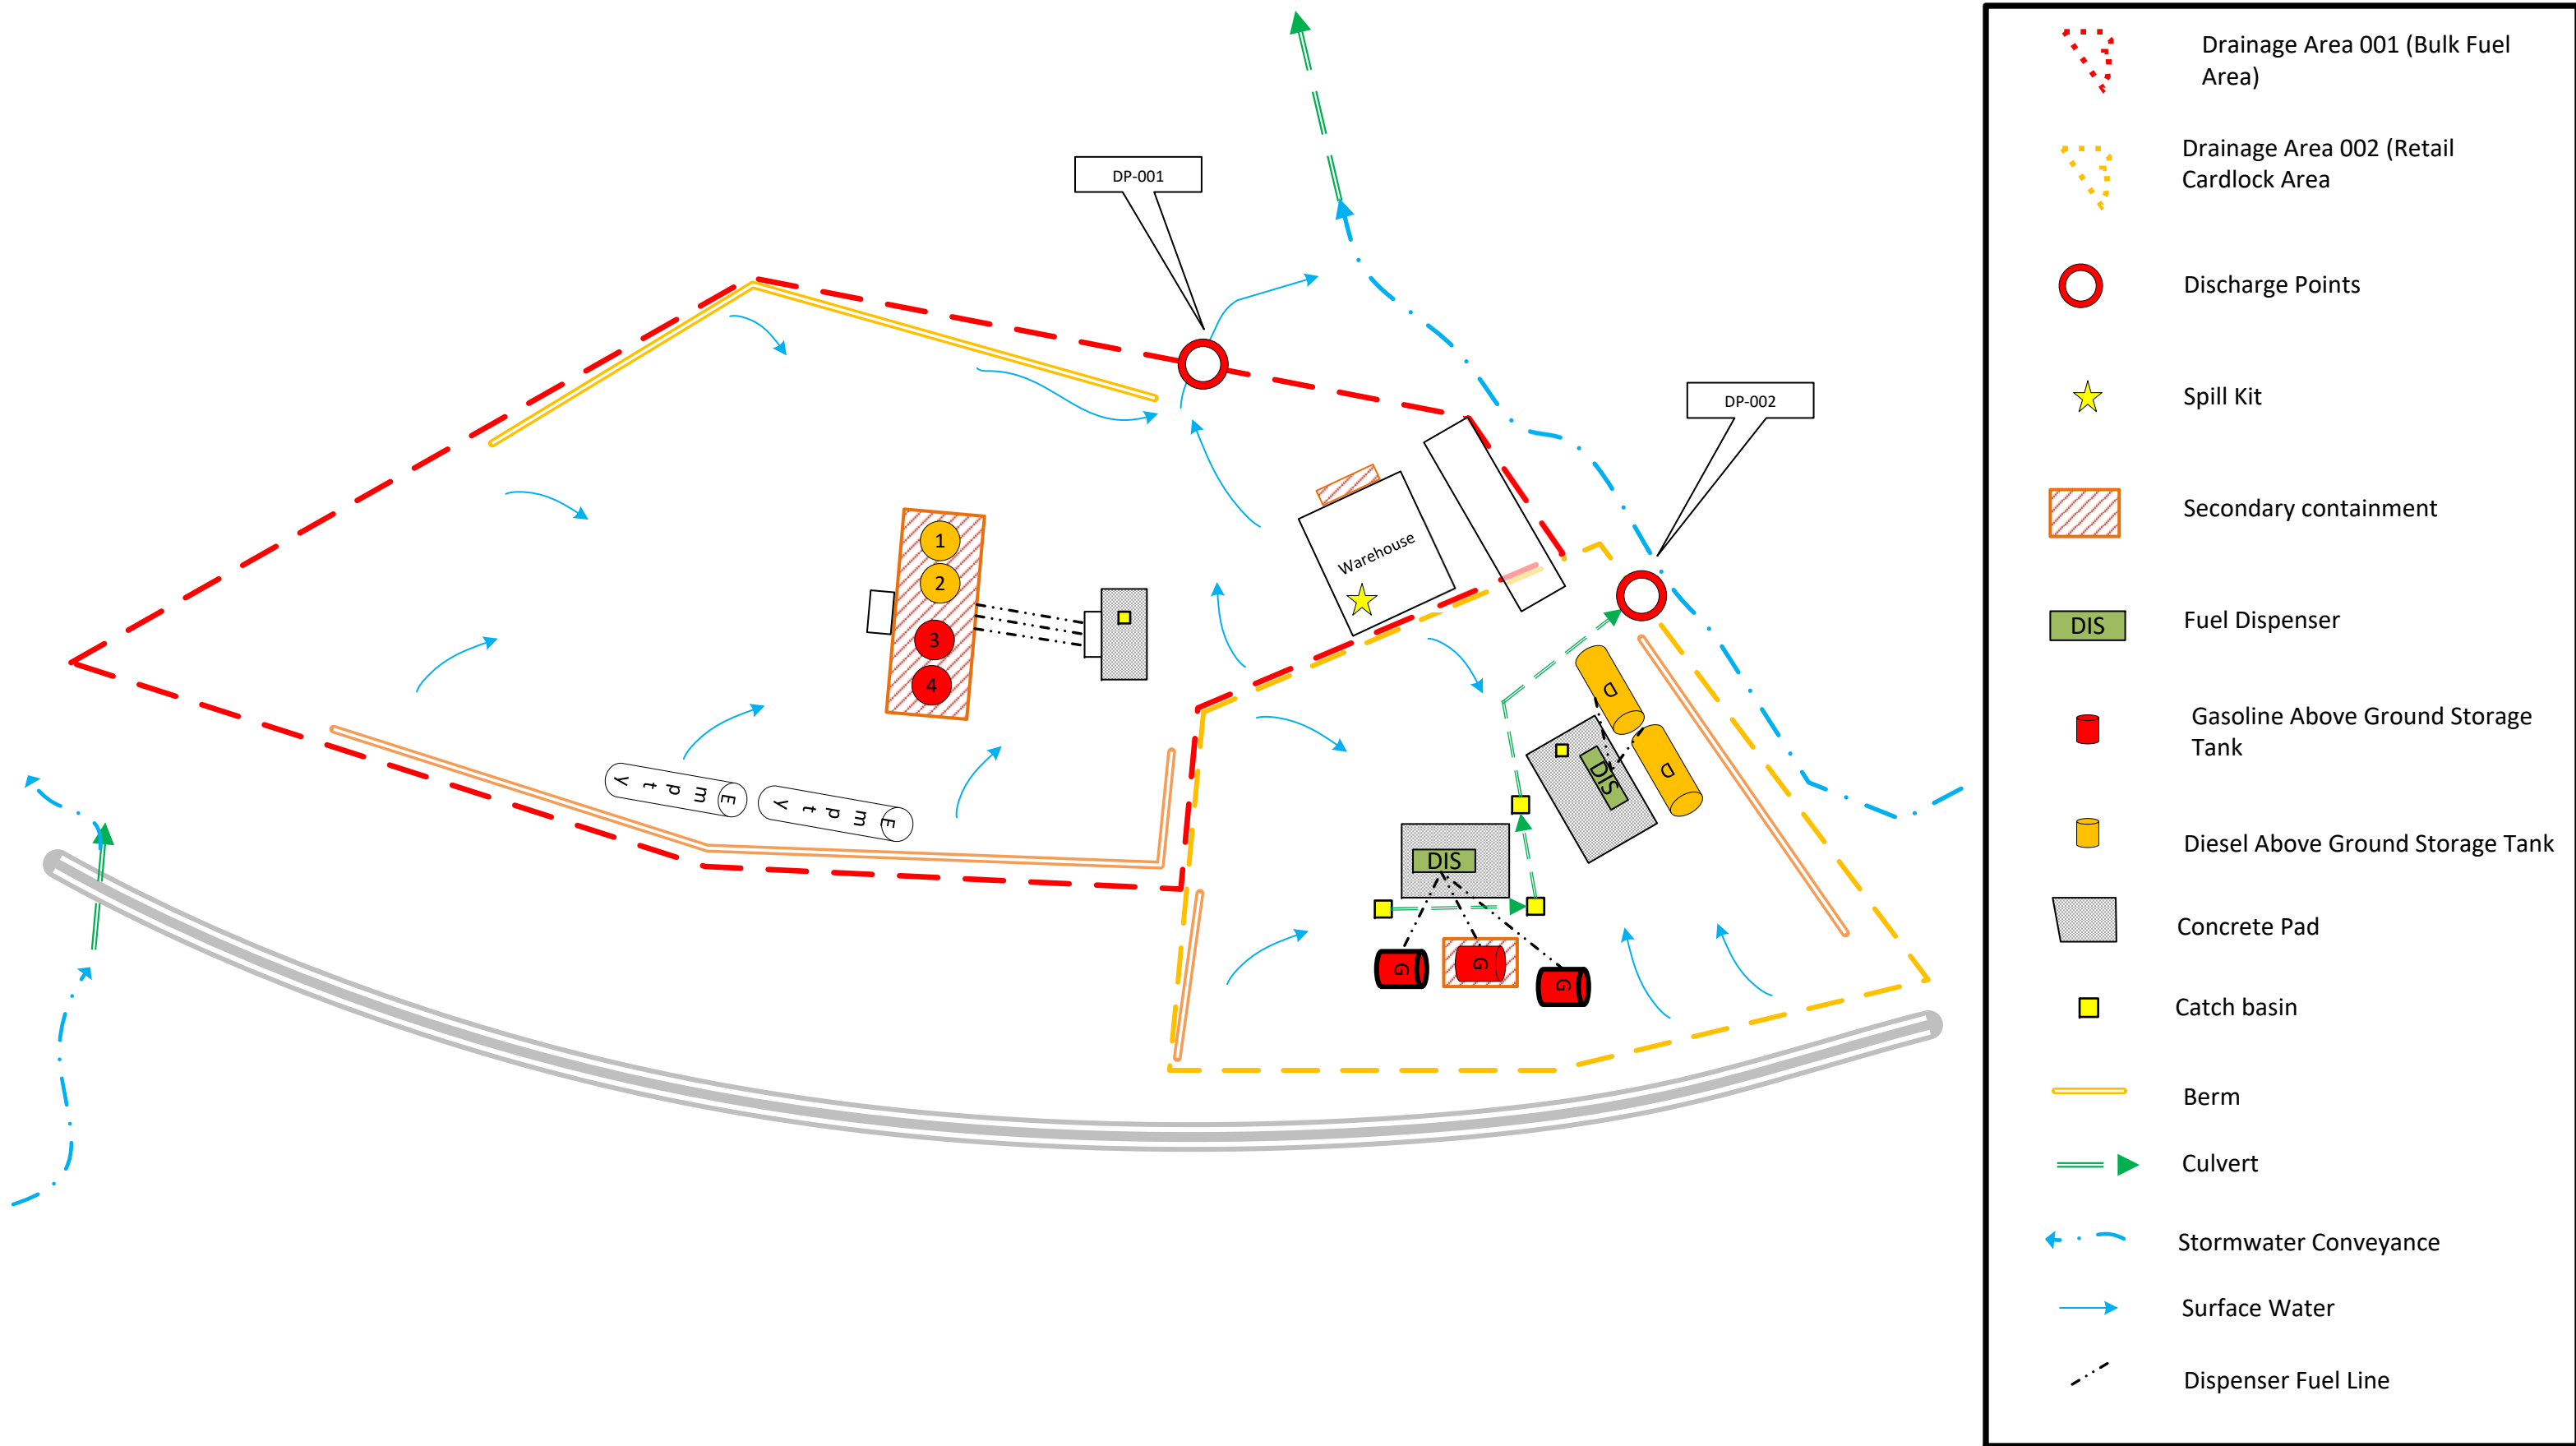 DP-001
DP-002
Warehouse
1
2
3
4
D
D
DIS
DIS
Empty
Empty
G
G
G
Drainage Area 001 (Bulk Fuel
Area)
Drainage Area 002 (Retail
Cardlock Area
Discharge Points
Spill Kit
Secondary containment
DIS
Fuel Dispenser
Gasoline Above Ground Storage
Tank
Diesel Above Ground Storage Tank
Concrete Pad
Catch basin
Berm
Culvert
Stormwater Conveyance
Surface Water
Dispenser Fuel Line